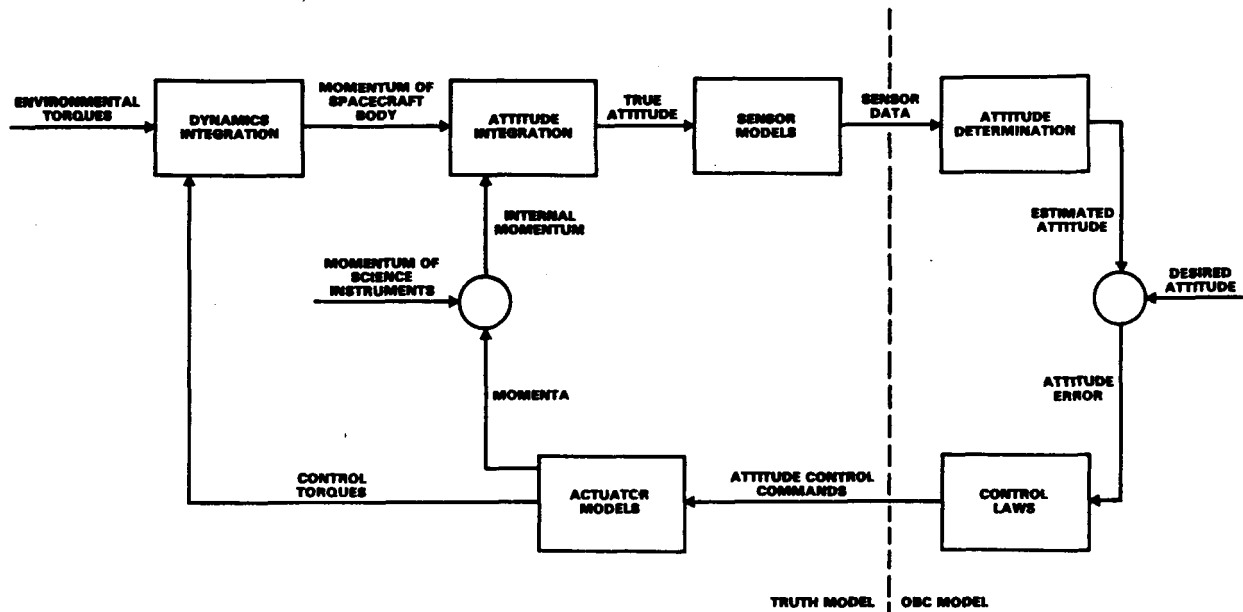 ENVIRONMENTAL
TORQUES
DYNAMICS
INTEGRATION
MOMENTUM OF
SPACECRAFT
BODY
ATTITUDE
INTEGRATION
TRUE
ATTITUDE
SENSOR
MODELS
SENSOR
DATA
ATTITUDE
DETERMINATION
INTERNAL
MOMENTUM
ESTIMATED
ATTITUDE
MOMENTUM OF
SCIENCE
INSTRUMENTS
DESIRED
ATTITUDE
MOMENTA
ATTITUDE
ERROR
CONTROL
TORQUES
ACTUATOR
MODELS
ATTITUDE CONTROL
COMMANDS
CONTROL
LAWS
TRUTH MODEL
OBC MODEL